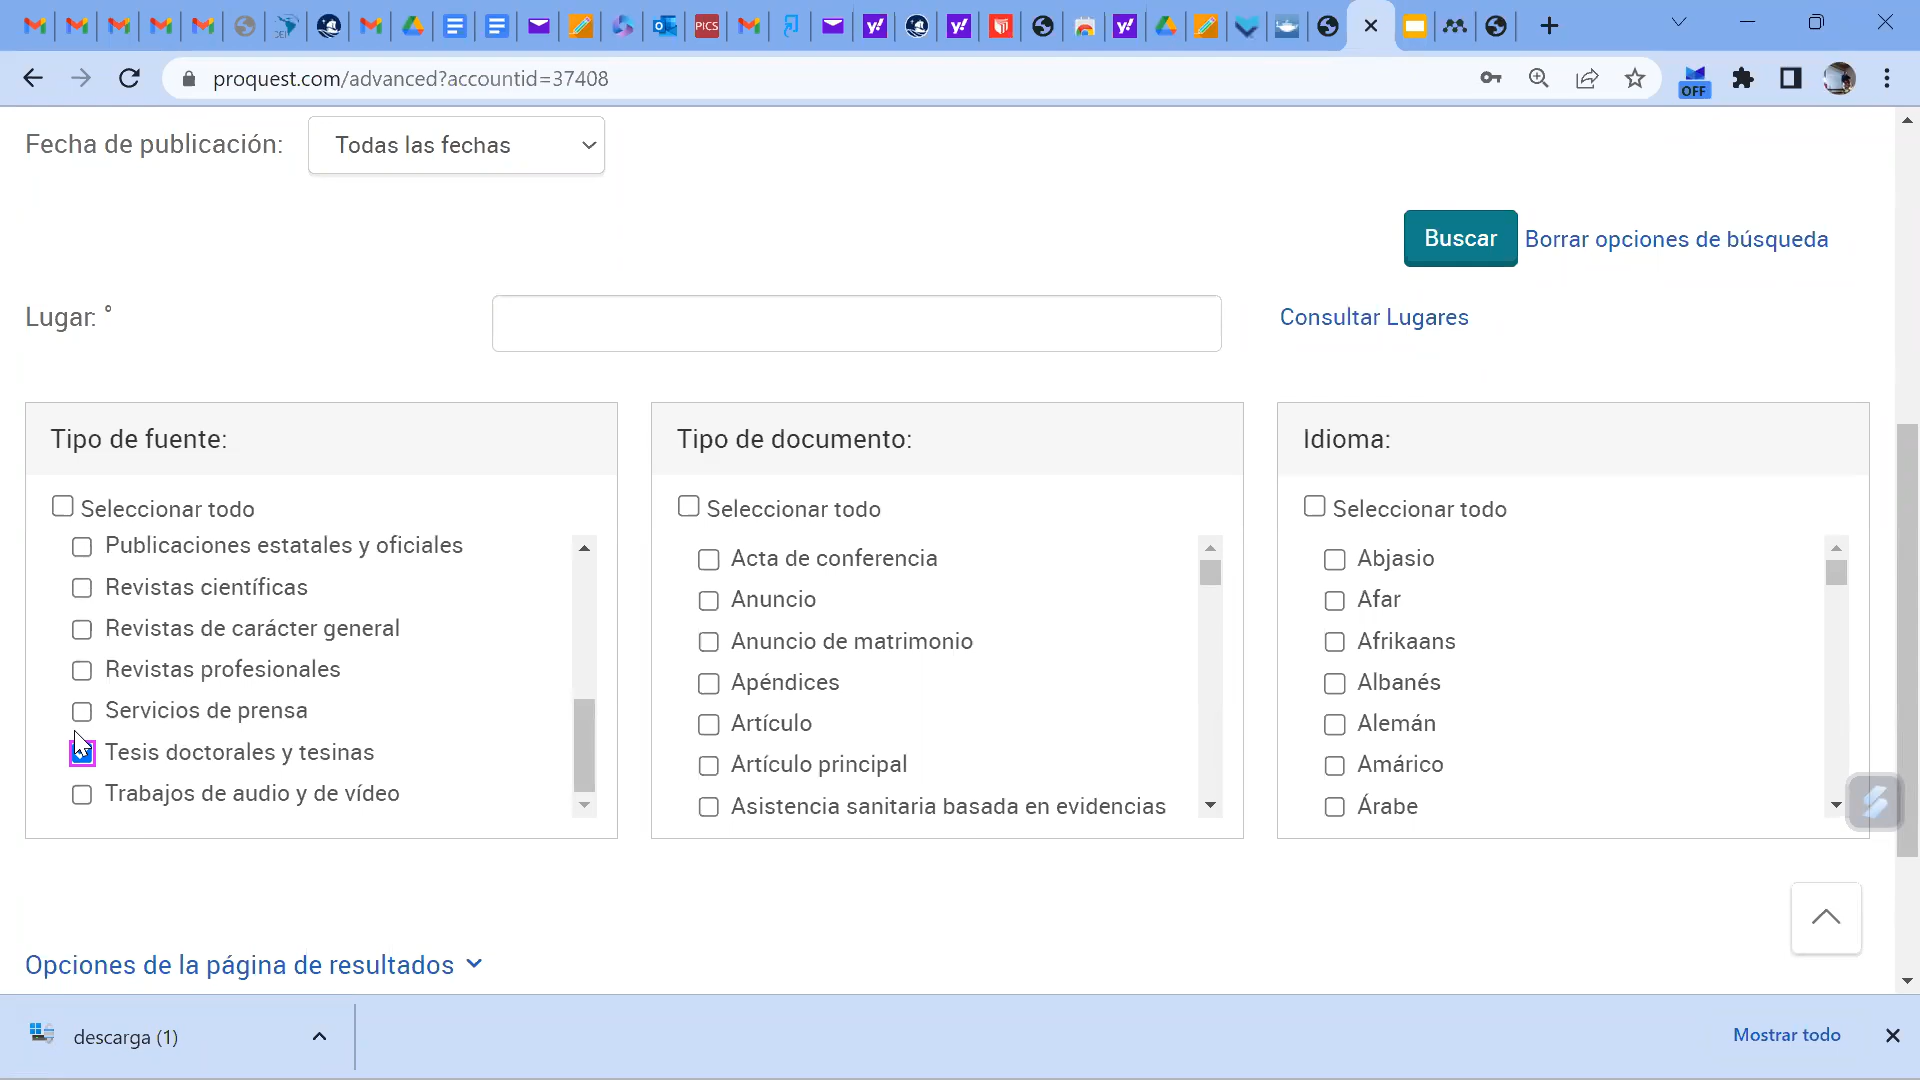 PICS
proquest.com/advanced?accountid=37408
OFF
Fecha de publicación:
Todas las fechas
Buscar
Borrar opciones de búsqueda
Lugar: °
Consultar Lugares
Tipo de fuente:
Seleccionar todo
Publicaciones estatales y oficiales
Revistas científicas
Revistas de carácter general
Revistas profesionales
Servicios de prensa
Tesis doctorales y tesinas
Trabajos de audio y de vídeo
Tipo de documento:
Seleccionar todo
Acta de conferencia
Anuncio
Anuncio de matrimonio
Apéndices
Artículo
Artículo principal
Asistencia sanitaria basada en evidencias
Idioma:
Seleccionar todo
Abjasio
Afar
Afrikaans
Albanés
Alemán
Amárico
Árabe
Opciones de la página de resultados
descarga (1)
Mostrar todo